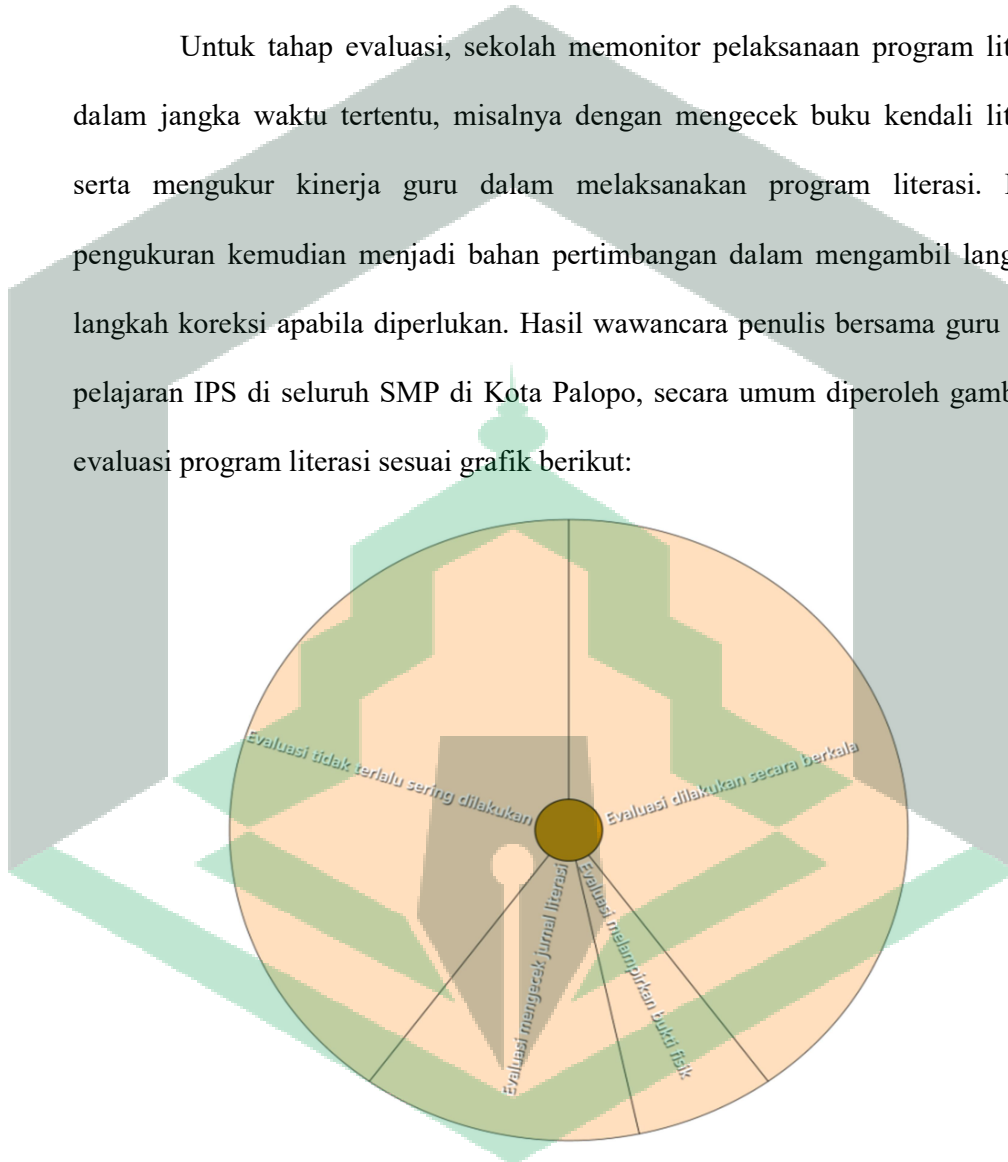 Untuk tahap evaluasi, sekolah memonitor pelaksanaan program lit
dalam jangka waktu tertentu, misalnya dengan mengecek buku kendali lit
serta mengukur kinerja guru dalam melaksanakan program literasi.
pengukuran kemudian menjadi bahan pertimbangan dalam mengambil lang
langkah koreksi apabila diperlukan. Hasil wawancara penulis bersama guru
pelajaran IPS di seluruh SMP di Kota Palopo, secara umum diperoleh gamb
evaluasi program literasi sesuai grafik berikut:
Evaluasi tidak terlalu sering dilakukan
Evaluasi dilakukan secara berkala
Evaluasi mengecek jurnal literasi
Evaluasi melampirkan bukti fisik